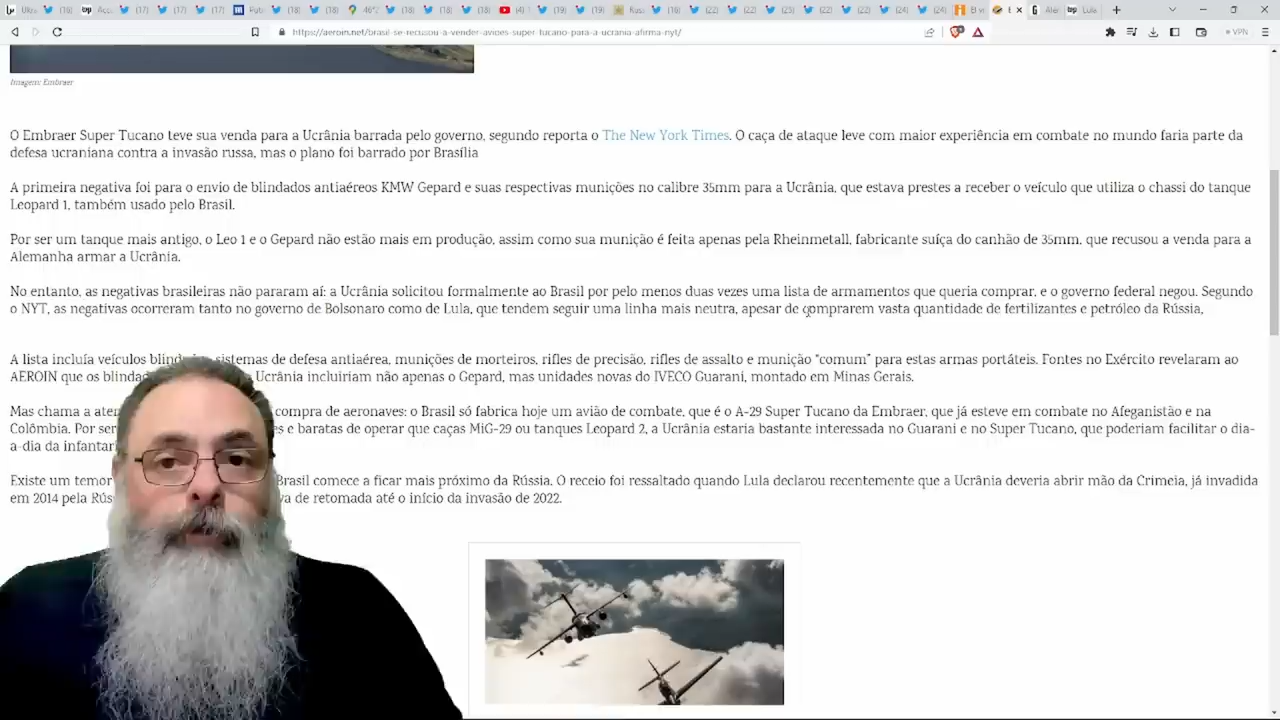 https://aeroin.net/brasil-se-recusou-a-vender-avioes-super-tucano-para-a-ucrania-afirma-nyt/
VPN
Imagem: Embraer
O Embraer Super Tucano teve sua venda para a Ucrânia barrada pelo governo, segundo reporta o The New York Times. O caça de ataque leve com maior experiência em combate no mundo faria parte da
defesa ucraniana contra a invasão russa, mas o plano foi barrado por Brasília
A primeira negativa foi para o envio de blindados antiaéreos KMW Gepard e suas respectivas munições no calibre 35mm para a Ucrânia, que estava prestes a receber o veículo que utiliza o chassi do tanque
Leopard 1, também usado pelo Brasil.
Por ser um tanque mais antigo, o Leo 1 e o Gepard não estão mais em produção, assim como sua munição é feita apenas pela Rheinmetall, fabricante suíça do canhão de 35mm, que recusou a venda para a
Alemanha armar a Ucrânia.
No entanto, as negativas brasileiras não pararam aí: a Ucrânia solicitou formalmente ao Brasil por pelo menos duas vezes uma lista de armamentos que queria comprar, e o governo federal negou. Segundo
o NYT, as negativas ocorreram tanto no governo de Bolsonaro como de Lula, que tendem seguir uma linha mais neutra, apesar de comprarem vasta quantidade de fertilizantes e petróleo da Rússia,
A lista incluía veículos sistemas de defesa antiaérea, munições de morteiros, rifles de precisão, rifles de assalto e munição “comum” para estas armas portáteis. Fontes no Exército revelaram ao
AEROIN que os Ucrânia incluiriam não apenas o Gepard, mas unidades novas do IVECO Guarani, montado em Minas Gerais.
Mas chama a compra de aeronaves: o Brasil só fabrica hoje um avião de combate, que é o A-29 Super Tucano da Embraer, que já esteve em combate no Afeganistão e na
Colômbia. Por e baratas de operar que caças MiG-29 ou tanques Leopard 2, a Ucrânia estaria bastante interessada no Guarani e no Super Tucano, que poderiam facilitar o dia-
a-dia da
Existe um temor Brasil comece a ficar mais próximo da Rússia. O receio foi ressaltado quando Lula declarou recentemente que a Ucrânia deveria abrir mão da Crimeia, já invadida
em 2014 pela de retomada até o início da invasão de 2022.